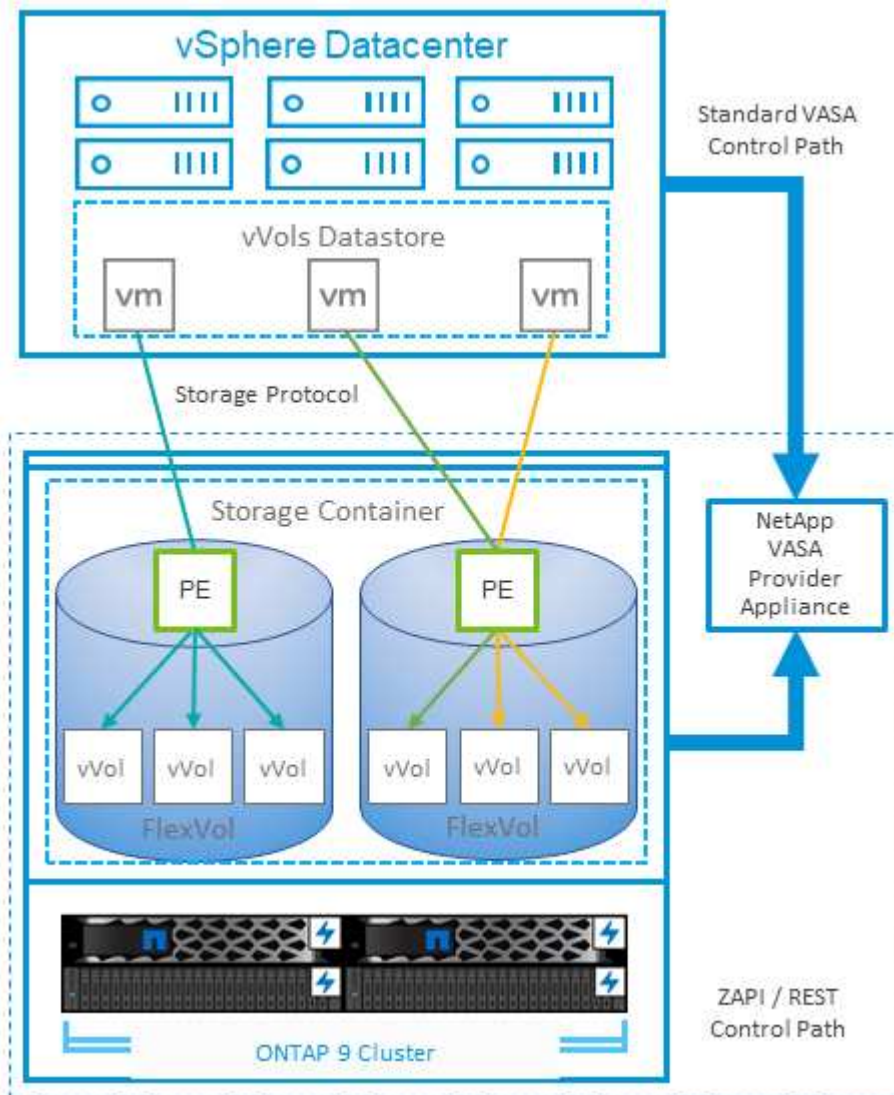 vSphere Datacenter
Standard VASA
Control Path
vVols Datastore
vm
vm
vm
Storage Protocol
Storage Container
NetApp
VASA
Provider
Appliance
PE
PE
vVol
vVol
vVol
vVol
vVol
vVol
FlexVol
FlexVol
ZAPI / REST
Control Path
ONTAP 9 Cluster